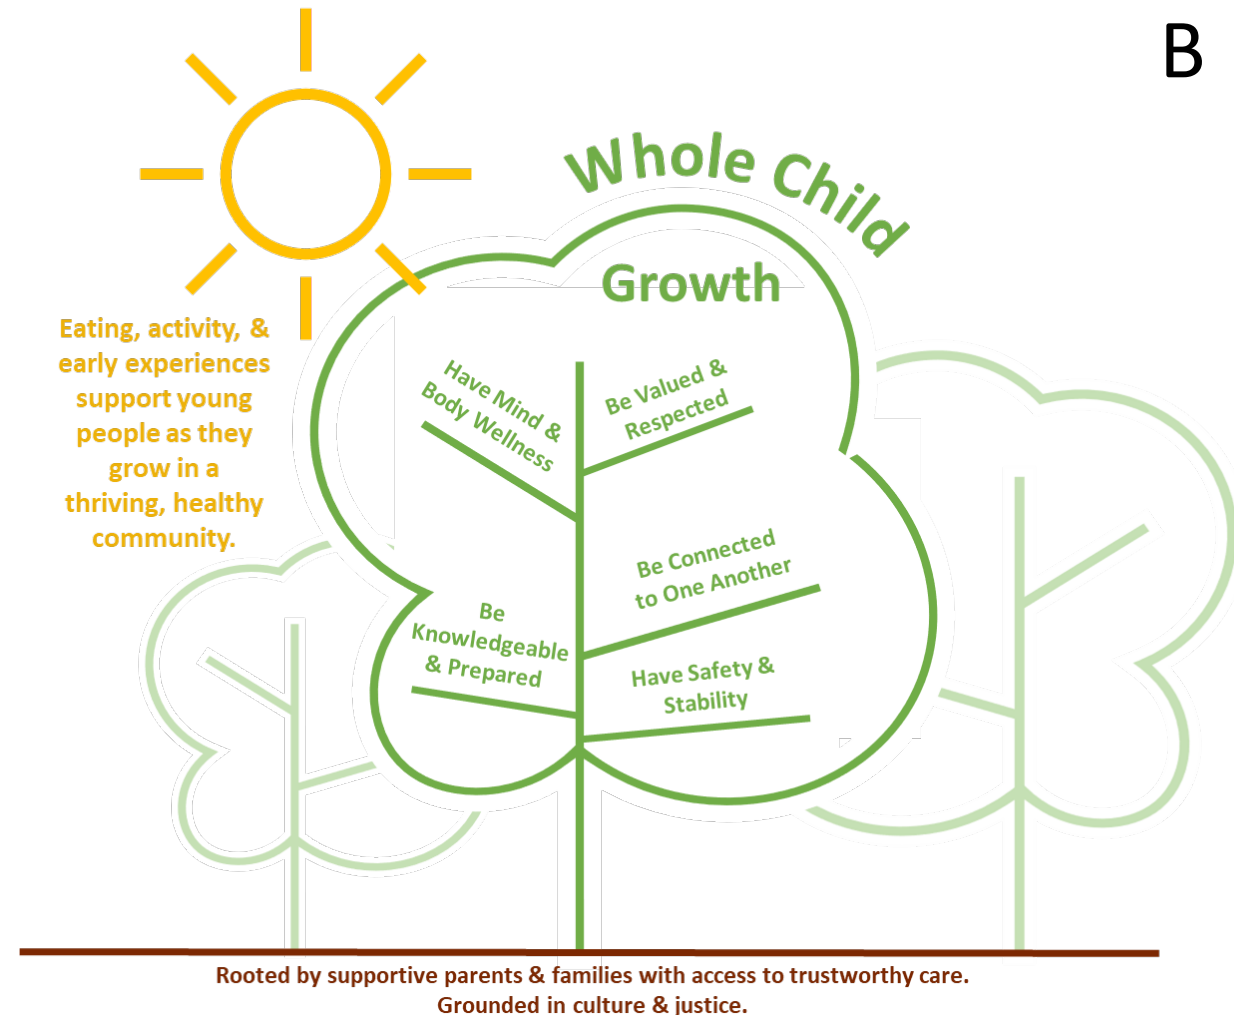 B
Whole Child
Growth
Eating, activity, &
early experiences
support young
people as they
grow in a
thriving, healthy
community.
Have Mind &
Body Wellness
Be Valued &
Respected
Be Connected
to One Another
Be
Knowledgeable
& Prepared
Have Safety &
Stability
Rooted by supportive parents & families with access to trustworthy care.
Grounded in culture & justice.